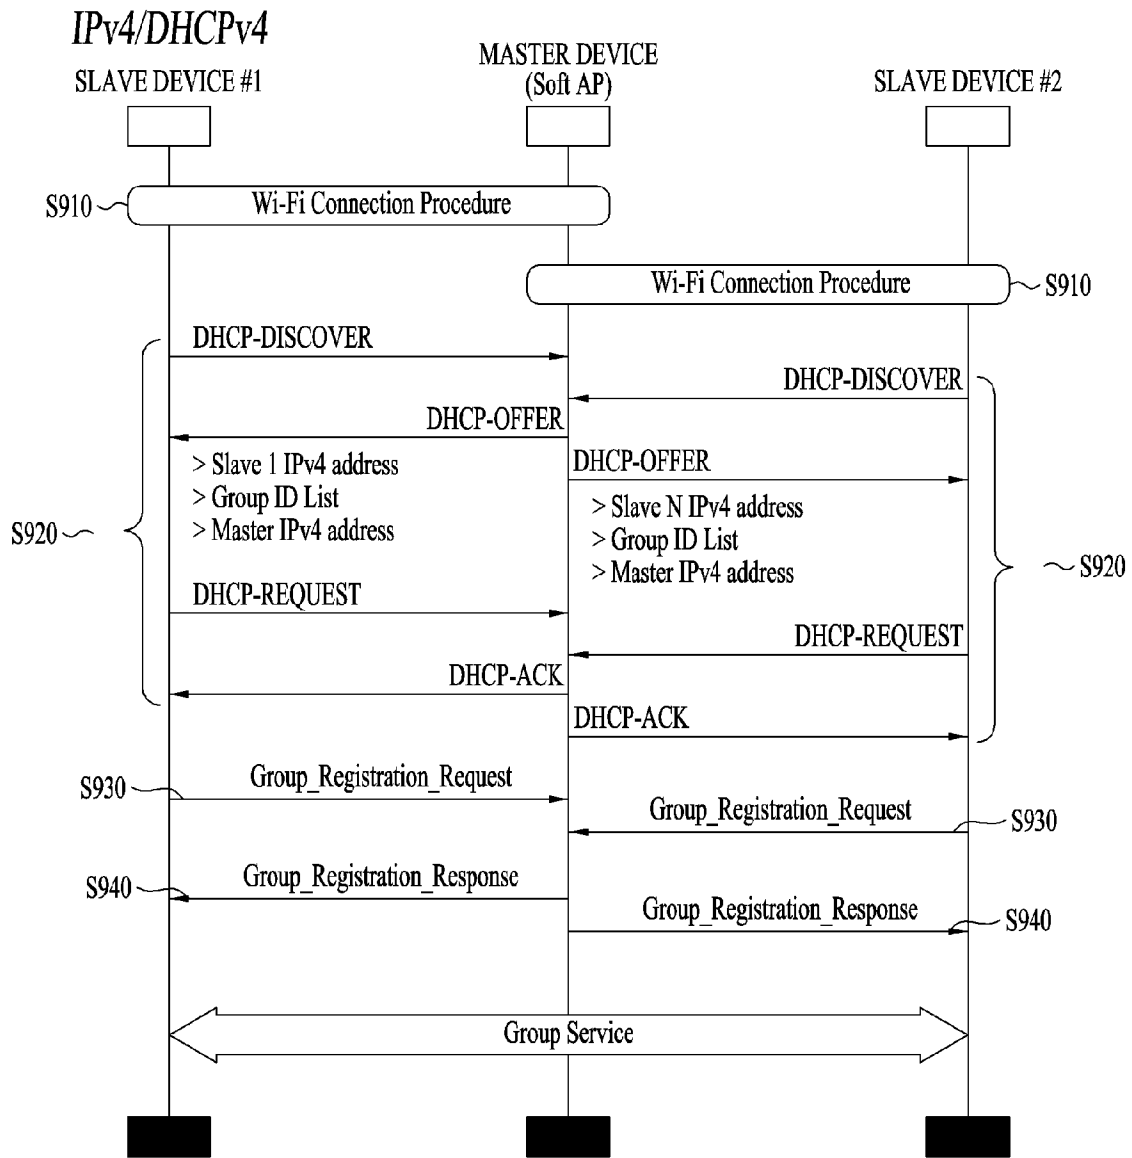 IPv4/DHCPv4
SLAVE DEVICE #1
MASTER DEVICE
(Soft AP)
SLAVE DEVICE #2
S910
Wi-Fi Connection Procedure
Wi-Fi Connection Procedure
S910
DHCP-DISCOVER
DHCP-DISCOVER
DHCP-OFFER
> Slave 1 IPv4 address
> Group ID List
> Master IPv4 address
DHCP-OFFER
> Slave N IPv4 address
> Group ID List
> Master IPv4 address
S920
S920
DHCP-REQUEST
DHCP-REQUEST
DHCP-ACK
DHCP-ACK
S930
Group_Registration_Request
Group_Registration_Request
S930
S940
Group_Registration_Response
Group_Registration_Response
S940
Group Service